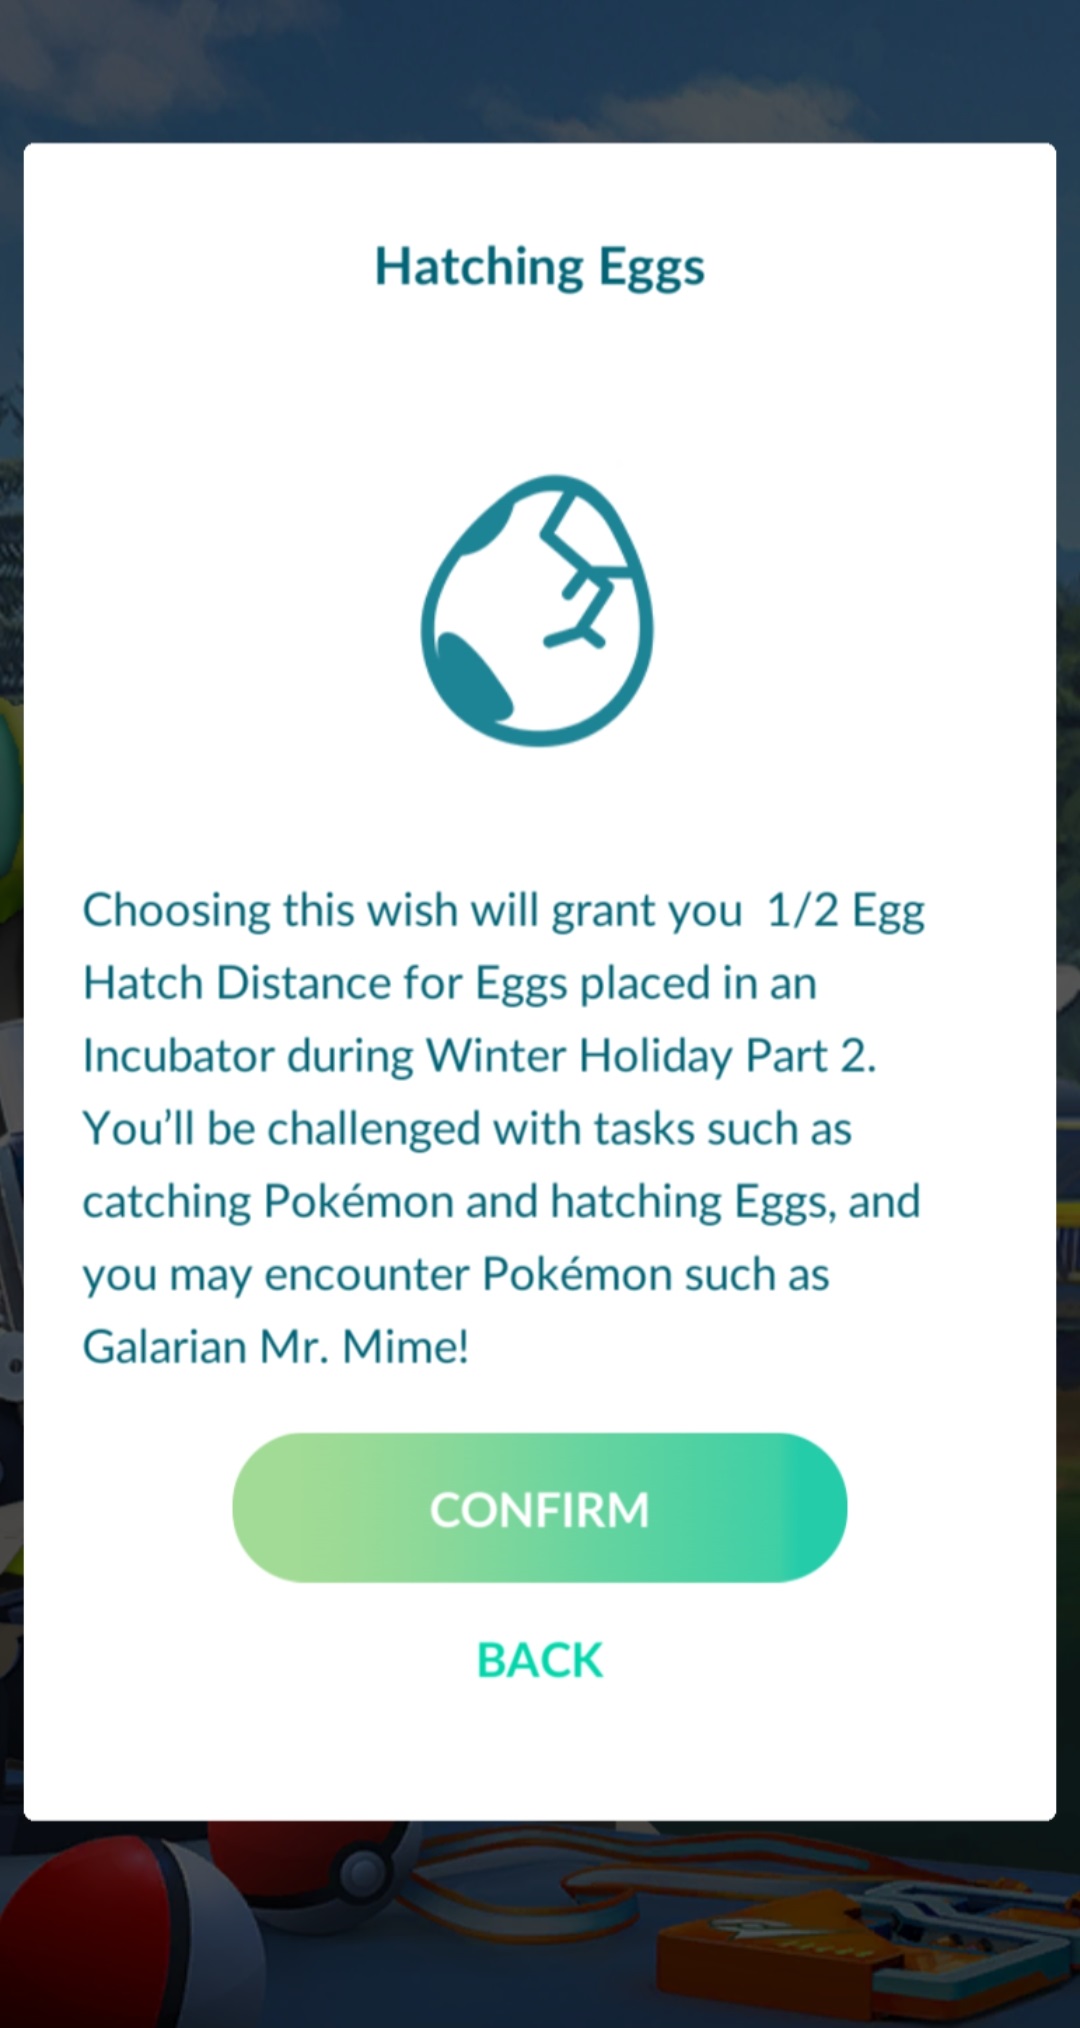 Hatching Eggs
Choosing this wish will grant you  1/2 Egg
Hatch Distance for Eggs placed in an
Incubator during Winter Holiday Part 2.
You’ll be challenged with tasks such as
catching Pokémon and hatching Eggs, and
you may encounter Pokémon such as
Galarian Mr. Mime!
CONFIRM
BACK